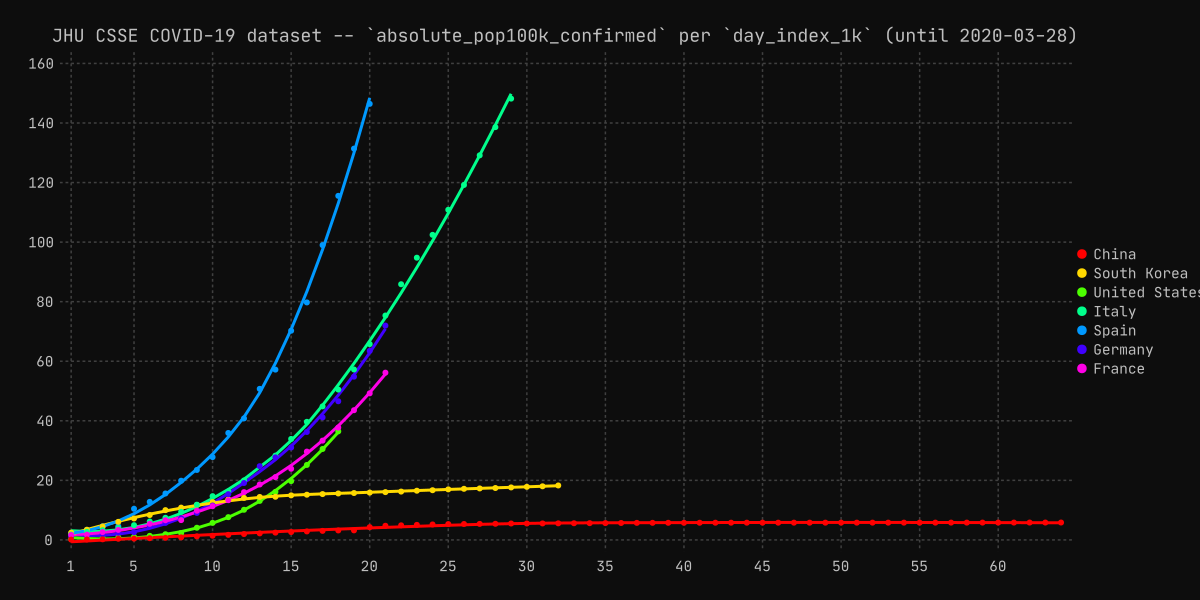 JHU CSSE COVID-19 dataset -- `absolute_pop100k_confirmed` per `day_index_1k` (until 2020-03-28)
160
140
120
100
80
60
40
20
0
1 5 10 15 20 25 30 35 40 45 50 55 60
China
South Korea
United States
Italy
Spain
Germany
France